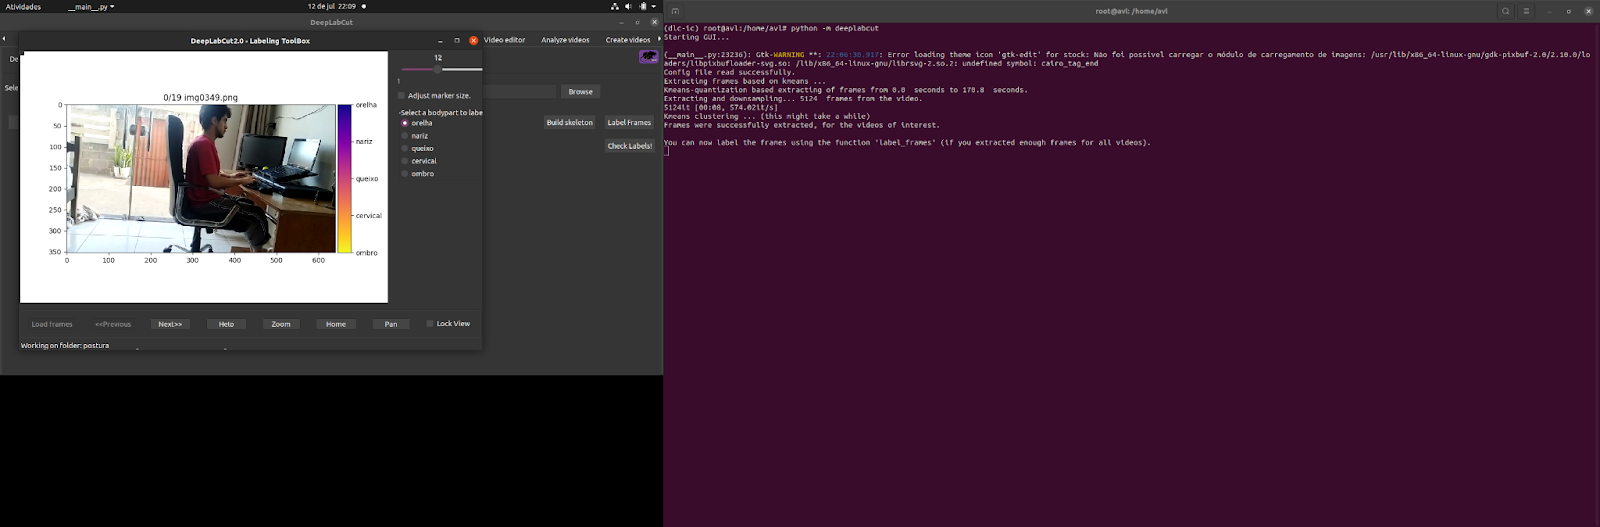 Atividades
__main__.py
12 de jul 22:09
DeepLabCut
DeepLabCut2.0 - Labeling ToolBox
Video editor
Analyze videos
Create videos
De
Sele
Browse
Build skeleton
Label Frames
Check Labels!
12
1
Adjust marker size.
Select a bodypart to labe
orelha
nariz
queixo
cervical
ombro
0/19 img0349.png
0
50
100
150
200
250
300
350
0 100 200 300 400 500 600
orelha
nariz
queixo
cervical
ombro
Load frames
<<Previous
Next>>
Help
Zoom
Home
Pan
Lock View
Working on folder: postura
root@avl: /home/avl
(dlc-ic) root@avl:/home/avl# python -m deeplabcut
Starting GUI...
(__main__.py:23236): Gtk-WARNING **: 22:06:30.917: Error loading theme icon 'gtk-edit' for stock: Não foi possível carregar o módulo de carregamento de imagens: /usr/lib/x86_64-linux-gnu/gdk-pixbuf-2.0/2.10.0/lo
aders/libpixbufloader-svg.so: /lib/x86_64-linux-gnu/librsvg-2.so.2: undefined symbol: cairo_tag_end
Config file read successfully.
Extracting frames based on kmeans ...
Kmeans-quantization based extracting of frames from 0.0  seconds to 170.8  seconds.
Extracting and downsampling... 5124  frames from the video.
5124it [00:08, 574.02it/s]
Kmeans clustering ... (this might take a while)
Frames were successfully extracted, for the videos of interest.
You can now label the frames using the function 'label_frames' (if you extracted enough frames for all videos).